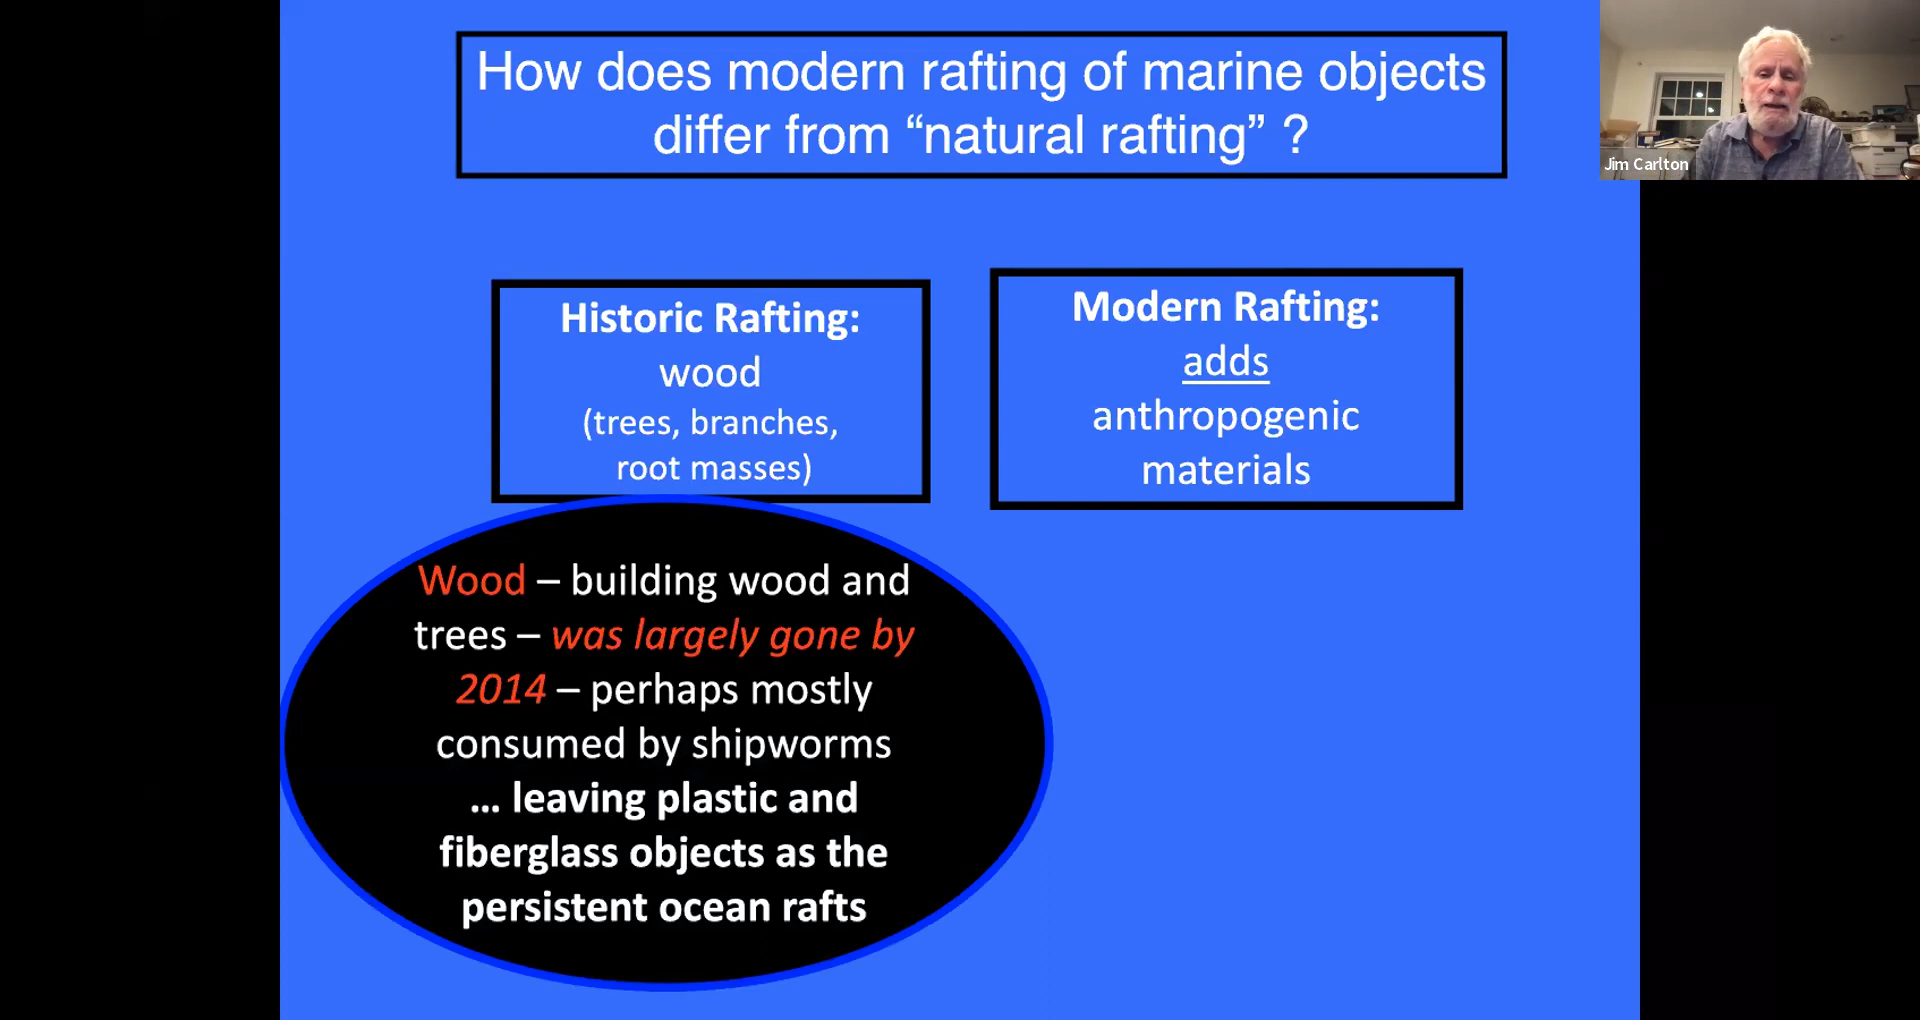 How does modern rafting of marine objects
differ from “natural rafting” ?
Jim Carlton
Historic Rafting:
wood
(trees, branches,
root masses)
Modern Rafting:
adds
anthropogenic
materials
Wood – building wood and
trees – was largely gone by
2014 – perhaps mostly
consumed by shipworms
... leaving plastic and
fiberglass objects as the
persistent ocean rafts